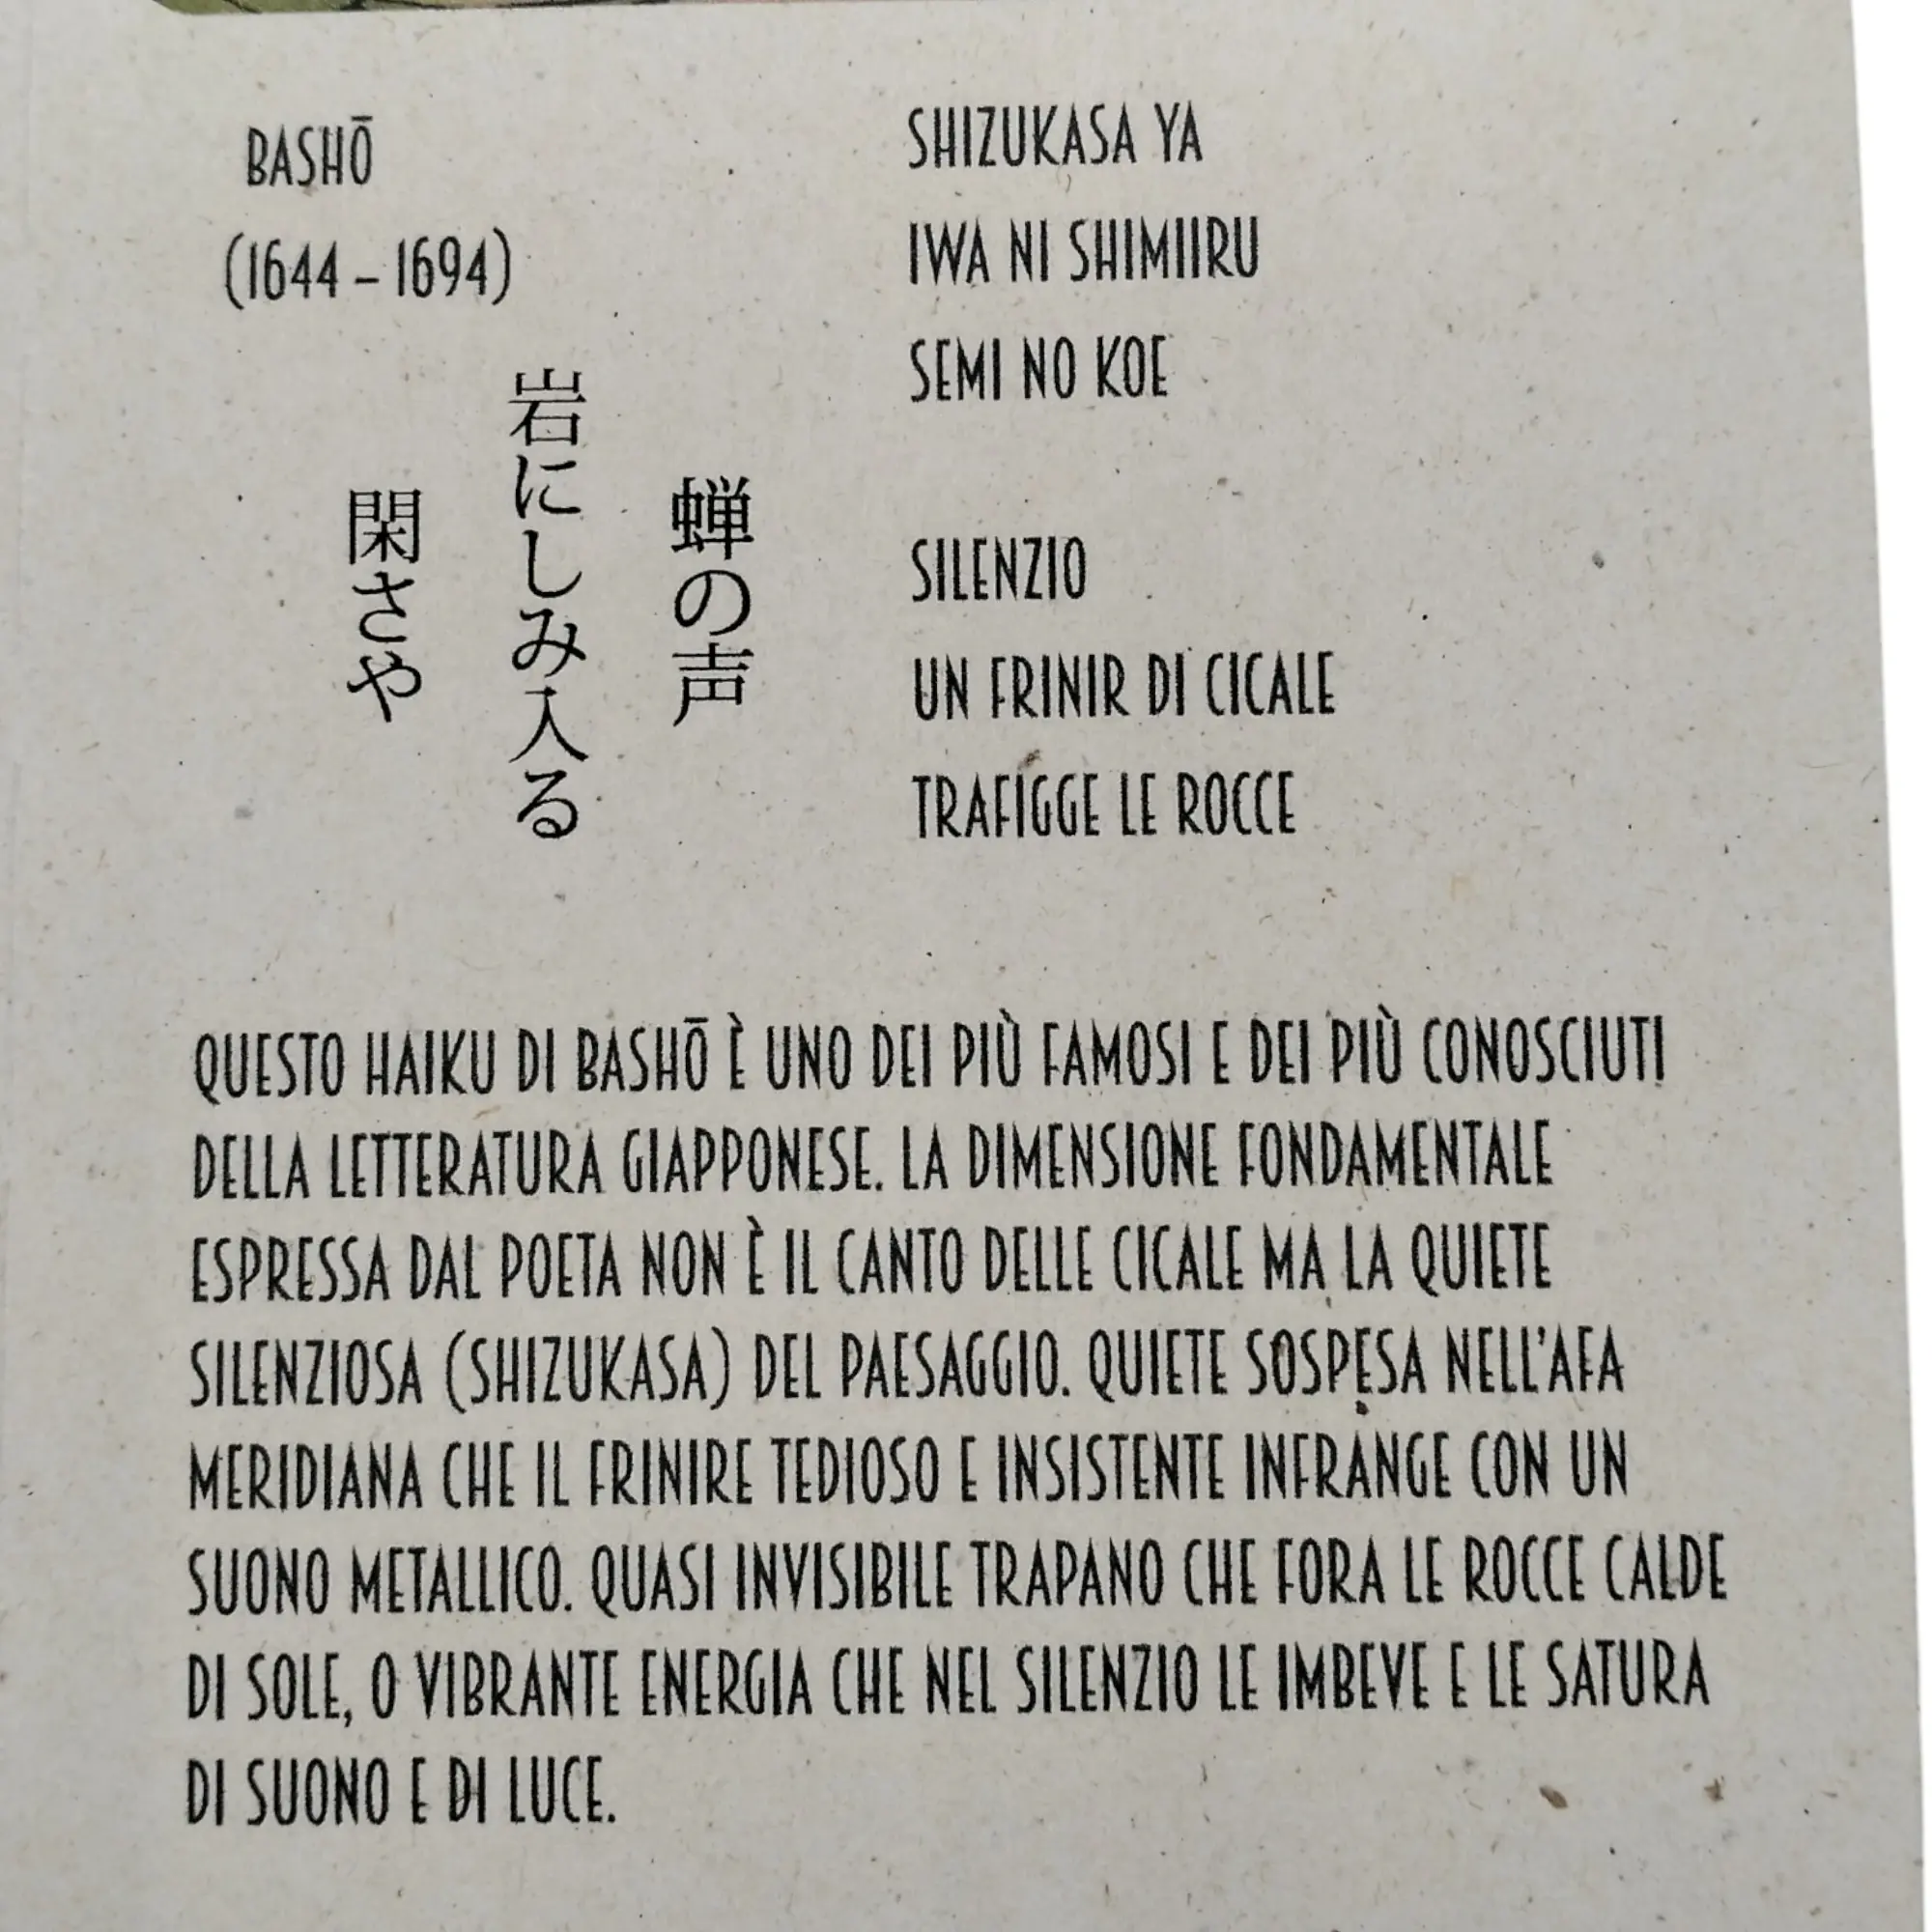 BASHŌ
(1644 – 1694)
閑さや
岩にしみ入る
蝉の声
SHIZUKASA YA
IWA NI SHIMIIRU
SEMI NO KOE
SILENZIO
UN FRINIR DI CICALE
TRAFIGGE LE ROCCE
QUESTO HAIKU DI BASHŌ È UNO DEI PIÙ FAMOSI E DEI PIÙ CONOSCIUTI
DELLA LETTERATURA GIAPPONESE. LA DIMENSIONE FONDAMENTALE
ESPRESSA DAL POETA NON È IL CANTO DELLE CICALE MA LA QUIETE
SILENZIOSA (SHIZUKASA) DEL PAESAGGIO. QUIETE SOSPESA NELL'AFA
MERIDIANA CHE IL FRINIRE TEDIOSO E INSISTENTE INFRANGE CON UN
SUONO METALLICO. QUASI INVISIBILE TRAPANO CHE FORA LE ROCCE CALDE
DI SOLE, O VIBRANTE ENERGIA CHE NEL SILENZIO LE IMBEVE E LE SATURA
DI SUONO E DI LUCE.